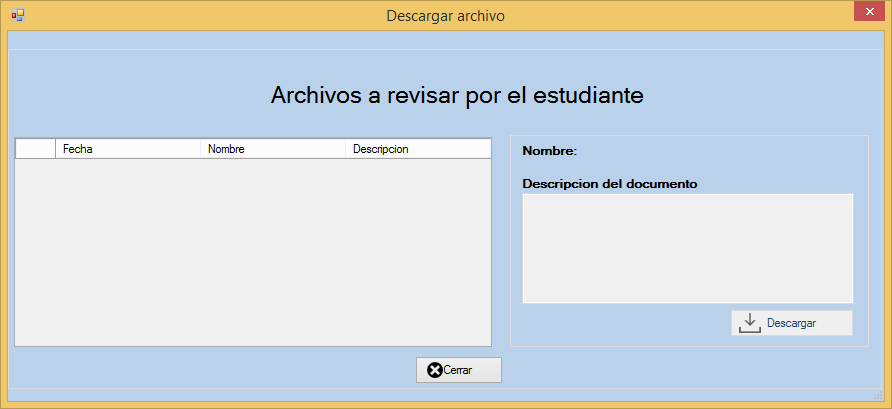 Descargar archivo
Archivos a revisar por el estudiante
Fecha Nombre Descripcion
Nombre:
Descripcion del documento
Descargar
Cerrar